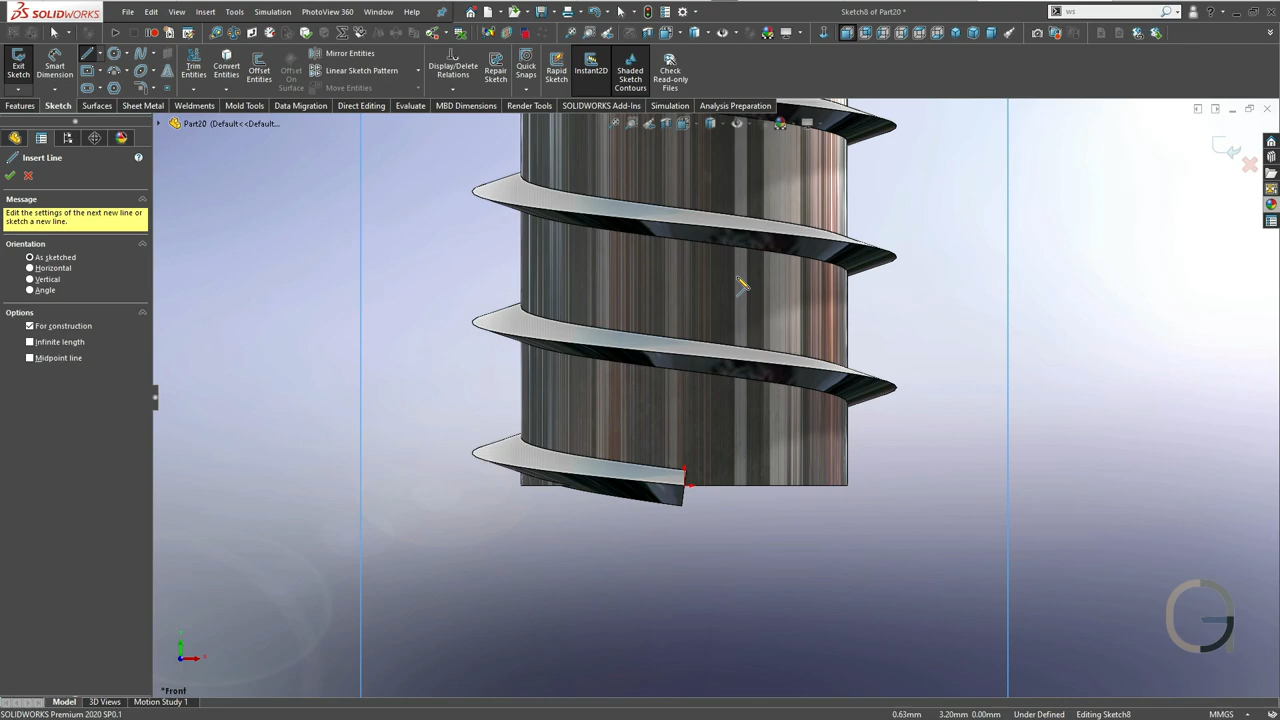 SOLIDWORKS
File Edit View Insert Tools Simulation PhotoView 360 Window Help
Sketch8 of Part20 *
ws
Exit Sketch
Smart Dimension
Trim Entities
Convert Entities
Offset Entities
Offset On Surface
Mirror Entities
Linear Sketch Pattern
Move Entities
Display/Delete Relations
Repair Sketch
Quick Snaps
Rapid Sketch
Instant2D
Shaded Sketch Contours
Check Read-only Files
Features Sketch Surfaces Sheet Metal Weldments Mold Tools Data Migration Direct Editing Evaluate MBD Dimensions Render Tools SOLIDWORKS Add-Ins Simulation Analysis Preparation
Part20 (Default<<Default...
Insert Line
Message
Edit the settings of the next new line or
sketch a new line.
Orientation
As sketched
Horizontal
Vertical
Angle
Options
For construction
Infinite length
Midpoint line
*Front
Model 3D Views Motion Study 1
SOLIDWORKS Premium 2020 SP0.1
0.63mm 3.20mm 0.00mm Under Defined Editing Sketch8 MMGS